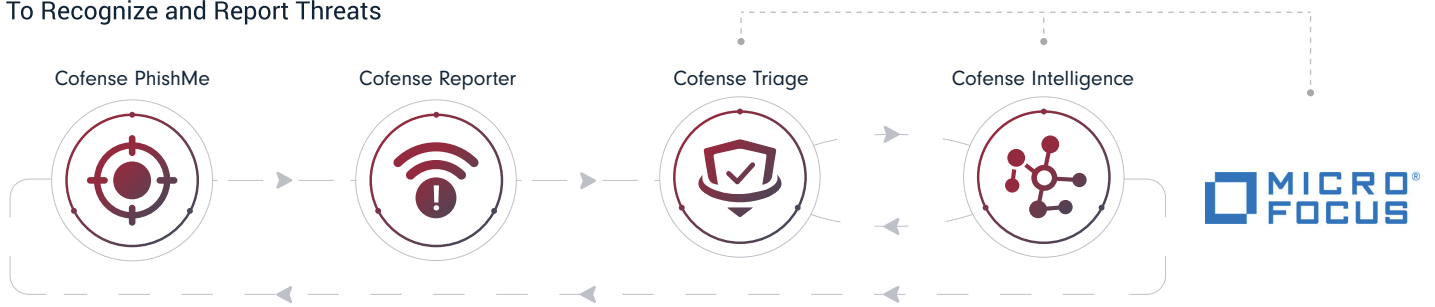 To Recognize and Report Threats
Cofense PhishMe
Cofense Reporter
Cofense Triage
Cofense Intelligence
!
MICRO®
FOCUS